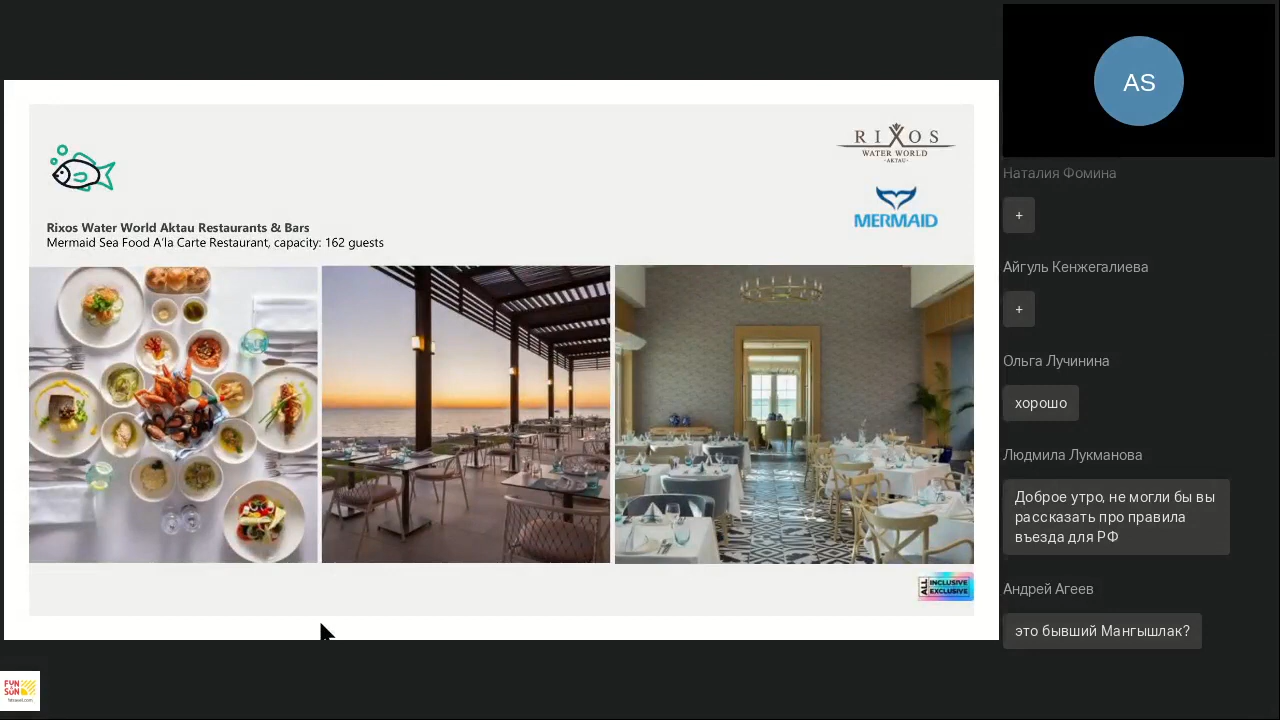 RIXOS
WATER WORLD
-AKTAU-
MERMAID
Rixos Water World Aktau Restaurants & Bars
Mermaid Sea Food A’la Carte Restaurant, capacity: 162 guests
ALL
INCLUSIVE
EXCLUSIVE
FUN
SUN
AS
Наталия Фомина
+
Айгуль Кенжегалиева
+
Ольга Лучинина
хорошо
Людмила Лукманова
Доброе утро, не могли бы вы
рассказать про правила
въезда для РФ
Андрей Агеев
это бывший Мангышлак?